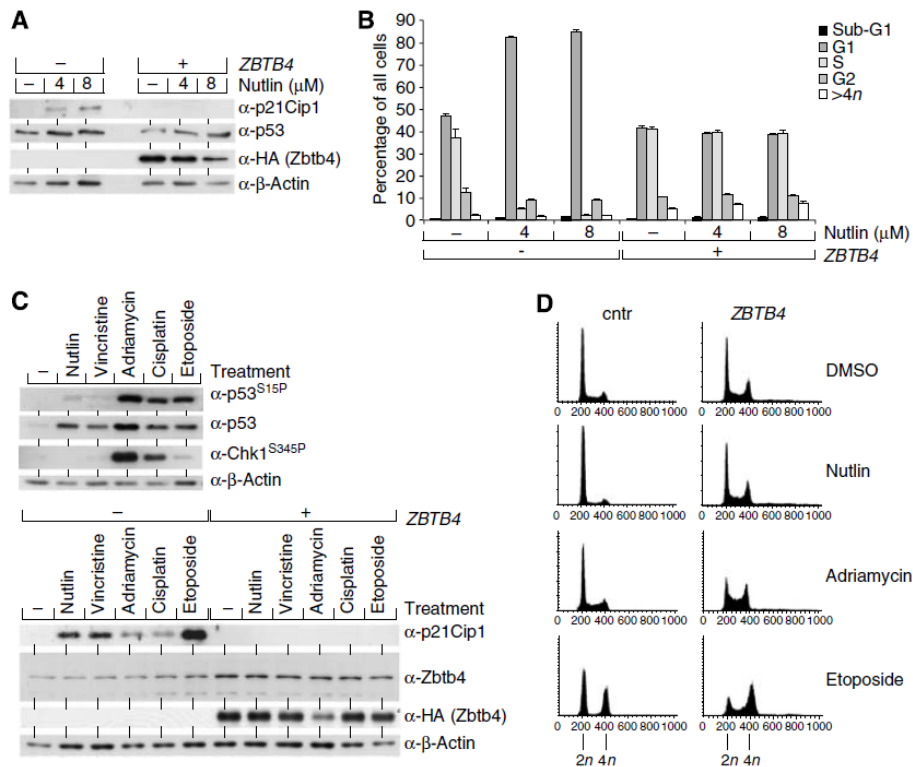 A
– + ZBTB4
– 4 8 – 4 8 Nutlin (μM)
α-p21Cip1
α-p53
α-HA (Zbtb4)
α-β-Actin
B
Percentage of all cells
90
80
70
60
50
40
30
20
10
0
Sub-G1
G1
S
G2
>4n
– 4 8 – 4 8 Nutlin (μM)
- + ZBTB4
C
– Nutlin Vincristine Adriamycin Cisplatin Etoposide Treatment
α-p53S15P
α-p53
α-Chk1S345P
α-β-Actin
– + ZBTB4
– Nutlin Vincristine Adriamycin Cisplatin Etoposide – Nutlin Vincristine Adriamycin Cisplatin Etoposide Treatment
α-p21Cip1
α-Zbtb4
α-HA (Zbtb4)
α-β-Actin
D
cntr ZBTB4
DMSO
0 200 400 600 800 1000 0 200 400 600 800 1000
Nutlin
0 200 400 600 800 1000 0 200 400 600 800 1000
Adriamycin
0 200 400 600 800 1000 0 200 400 600 800 1000
Etoposide
0 200 400 600 800 1000 0 200 400 600 800 1000
2n 4n 2n 4n